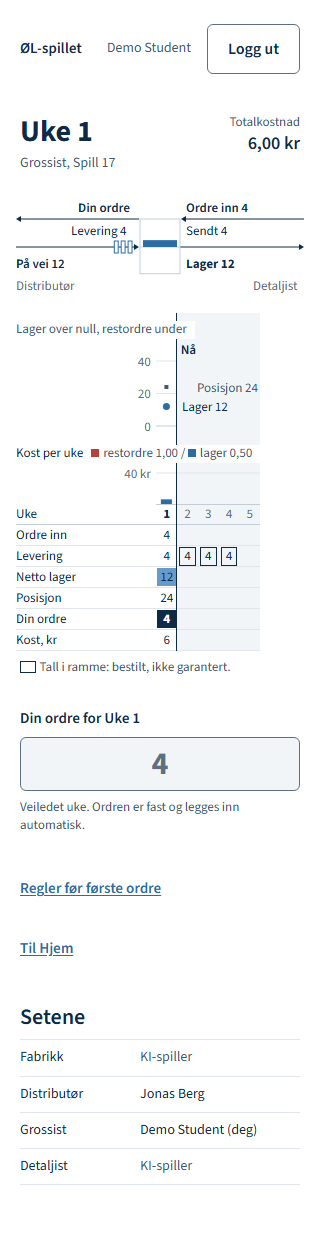 ØL-spillet Demo Student Logg ut
Uke 1
Grossist, Spill 17
Totalkostnad
6,00 kr
Din ordre Ordre inn 4
Levering 4 Sendt 4
På vei 12 Lager 12
Distributør Detaljist
Lager over null, restordre under
Nå
40
20 Posisjon 24
Lager 12
0
Kost per uke restordre 1,00 / lager 0,50
40 kr
Uke 1 2 3 4 5
Ordre inn 4
Levering 4 4 4 4
Netto lager 12
Posisjon 24
Din ordre 4
Kost, kr 6
Tall i ramme: bestilt, ikke garantert.
Din ordre for Uke 1
4
Veiledet uke. Ordren er fast og legges inn
automatisk.
Regler før første ordre
Til Hjem
Setene
Fabrikk KI-spiller
Distributør Jonas Berg
Grossist Demo Student (deg)
Detaljist KI-spiller